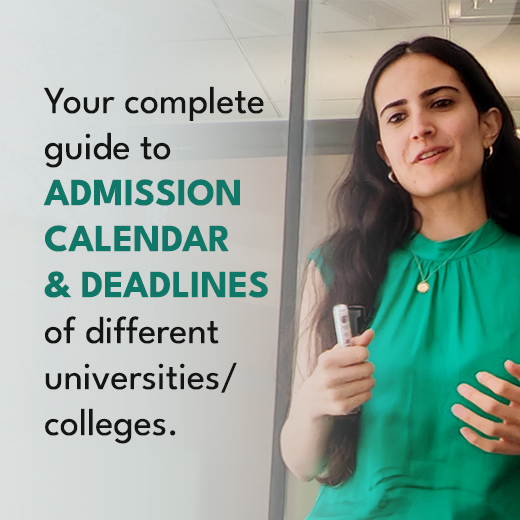 Your complete
guide to
ADMISSION
CALENDAR
& DEADLINES
of different
universities/
colleges.